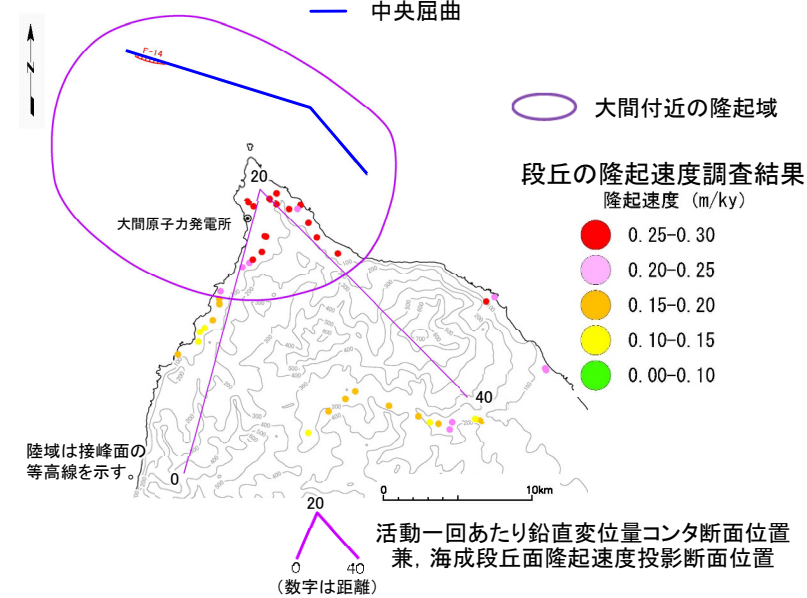 中央屈曲
N
F-14
大間付近の隆起域
段丘の隆起速度調査結果
隆起速度 (m/ky)
0.25-0.30
0.20-0.25
0.15-0.20
0.10-0.15
0.00-0.10
20
大間原子力発電所
40
陸域は接峰面の
等高線を示す。
0
0 10km
20
0 40
(数字は距離)
活動一回あたり鉛直変位量コンタ断面位置
兼, 海成段丘面隆起速度投影断面位置